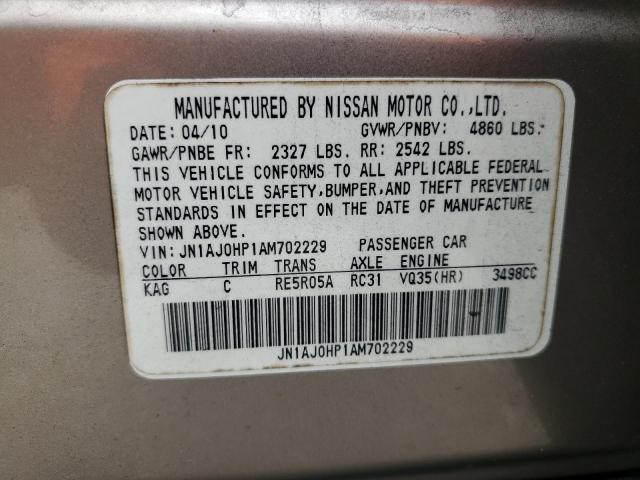 MANUFACTURED BY NISSAN MOTOR CO.,LTD.
DATE: 04/10 GVWR/PNBV: 4860 LBS.
GAWR/PNBE FR: 2327 LBS. RR: 2542 LBS.
THIS VEHICLE CONFORMS TO ALL APPLICABLE FEDERAL
MOTOR VEHICLE SAFETY,BUMPER,AND THEFT PREVENTION
STANDARDS IN EFFECT ON THE DATE OF MANUFACTURE
SHOWN ABOVE.
VIN: JN1AJ0HP1AM702229 PASSENGER CAR
COLOR TRIM TRANS AXLE ENGINE
KAG C RE5R05A RC31 VQ35(HR) 3498CC
JN1AJ0HP1AM702229